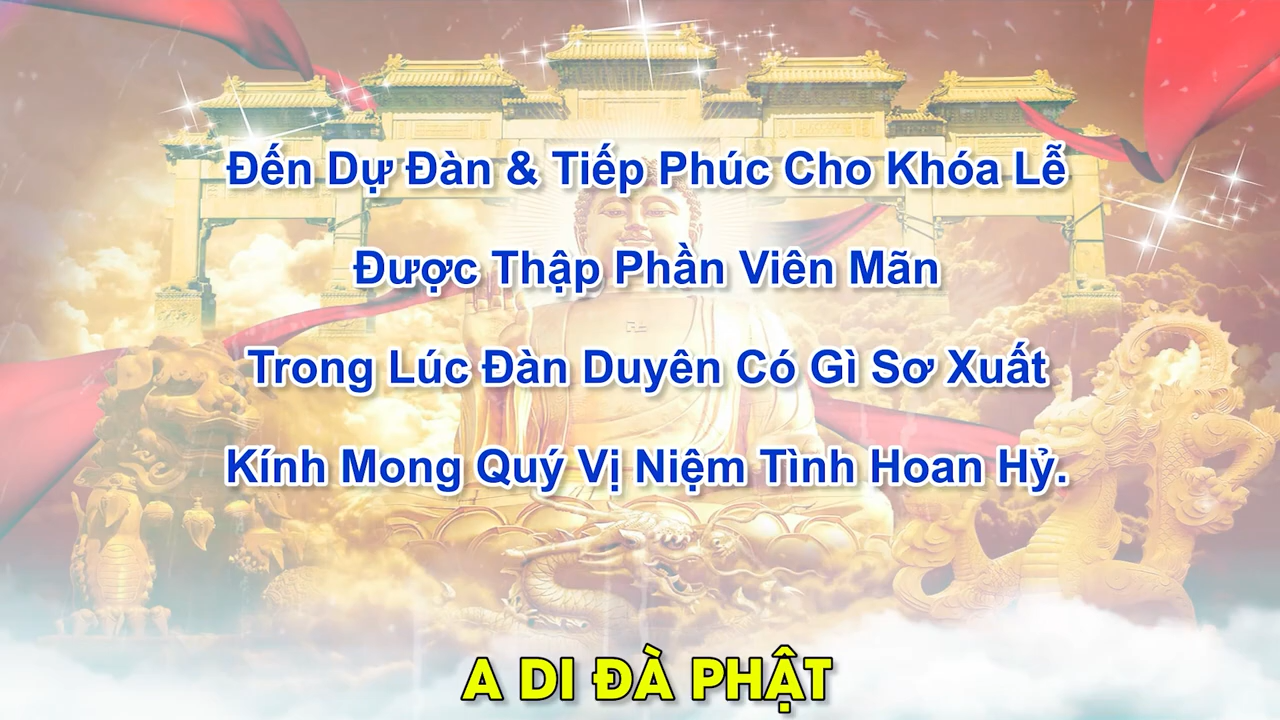 Đến Dự Đàn & Tiếp Phúc Cho Khóa Lễ
Được Thập Phần Viên Mãn
Trong Lúc Đàn Duyên Có Gì Sơ Xuất
Kính Mong Quý Vị Niệm Tình Hoan Hỷ.
A DI ĐÀ PHẬT